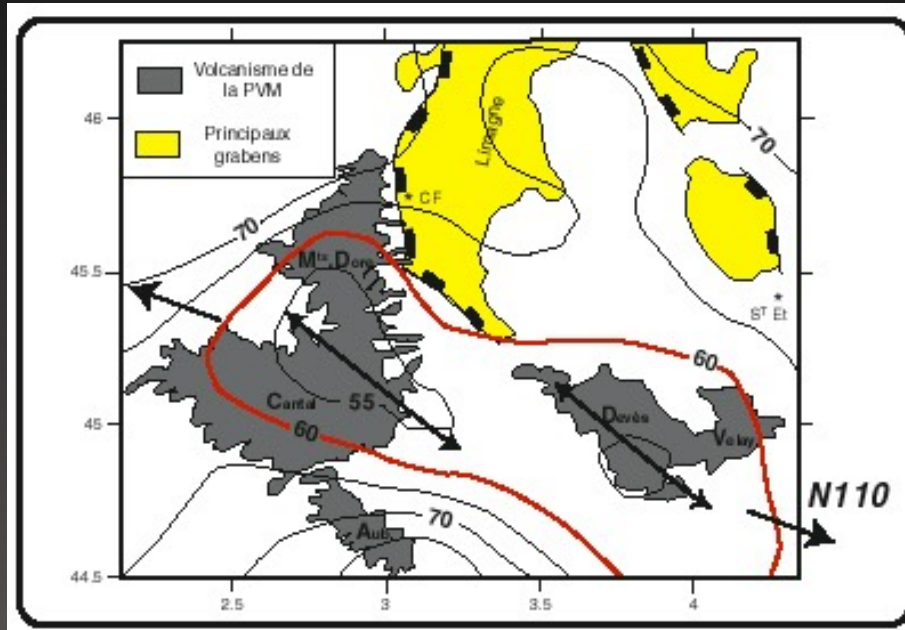 Volcanisme de
la PVM
Principaux
grabens
46
45.5
45
44.5
2.5
3
3.5
4
Limagne
70
* CF
70
Mts Dore
S^T Et
60
Cantal
55
60
Devès
Velay
N110
70
Aub